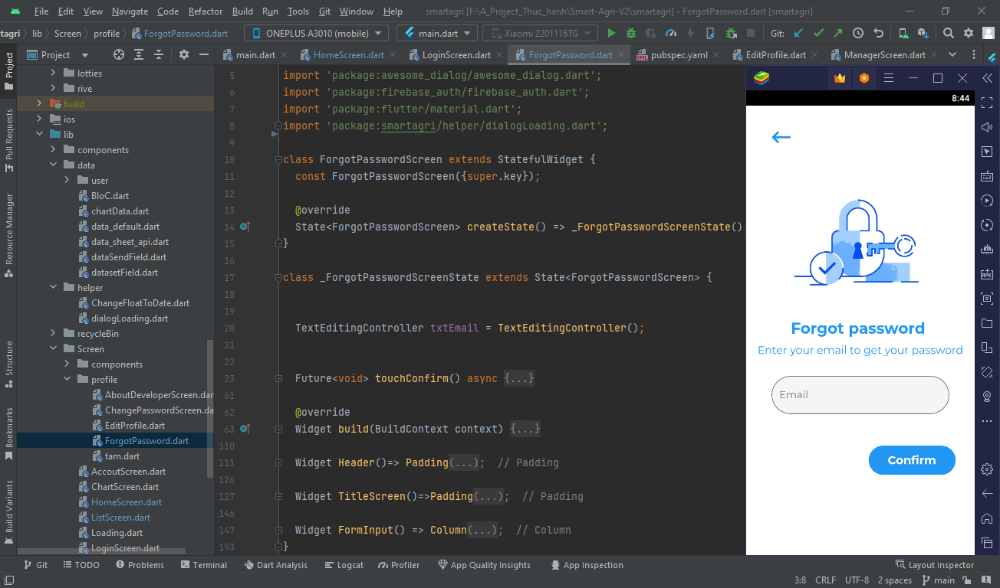 File Edit View Navigate Code Refactor Build Run Tools Git Window Help smartagri [F:\A_Project_Thuc_hanh\Smart-Agri-V2\smartagri] - ForgotPassword.dart [smartagri]
tagri lib Screen profile ForgotPassword.dart ONEPLUS A3010 (mobile) main.dart Xiaomi 2201116TG Git:
Project main.dart HomeScreen.dart LoginScreen.dart ForgotPassword.dart pubspec.yaml EditProfile.dart ManagerScreen.dart
Project
Pull Requests
Resource Manager
Structure
Bookmarks
Build Variants
lotties
rive
build
ios
lib
components
data
user
BloC.dart
chartData.dart
data_default.dart
data_sheet_api.dart
dataSendField.dart
datasetField.dart
helper
ChangeFloatToDate.dart
dialogLoading.dart
recycleBin
Screen
components
profile
AboutDeveloperScreen.dar
ChangePasswordScreen.da
EditProfile.dart
ForgotPassword.dart
tam.dart
AccoutScreen.dart
ChartScreen.dart
HomeScreen.dart
ListScreen.dart
Loading.dart
LoginScreen.dart
5 import 'package:awesome_dialog/awesome_dialog.dart';
6 import 'package:firebase_auth/firebase_auth.dart';
7 import 'package:flutter/material.dart';
8 import 'package:smartagri/helper/dialogLoading.dart';
9
10 class ForgotPasswordScreen extends StatefulWidget {
11 const ForgotPasswordScreen({super.key});
12
13 @override
14 State<ForgotPasswordScreen> createState() => _ForgotPasswordScreenState();
15 }
16
17 class _ForgotPasswordScreenState extends State<ForgotPasswordScreen> {
18
19
20 TextEditingController txtEmail = TextEditingController();
21
22
23 Future<void> touchConfirm() async {...}
61
62 @override
63 Widget build(BuildContext context) {...}
110
111 Widget Header()=> Padding(...); // Padding
126
127 Widget TitleScreen()=>Padding(...); // Padding
146
147 Widget FormInput() => Column(...); // Column
193 }
8:44
Forgot password
Enter your email to get your password
Email
Confirm
Git TODO Problems Terminal Dart Analysis Logcat Profiler App Quality Insights App Inspection Layout Inspector
3:8 CRLF UTF-8 2 spaces main